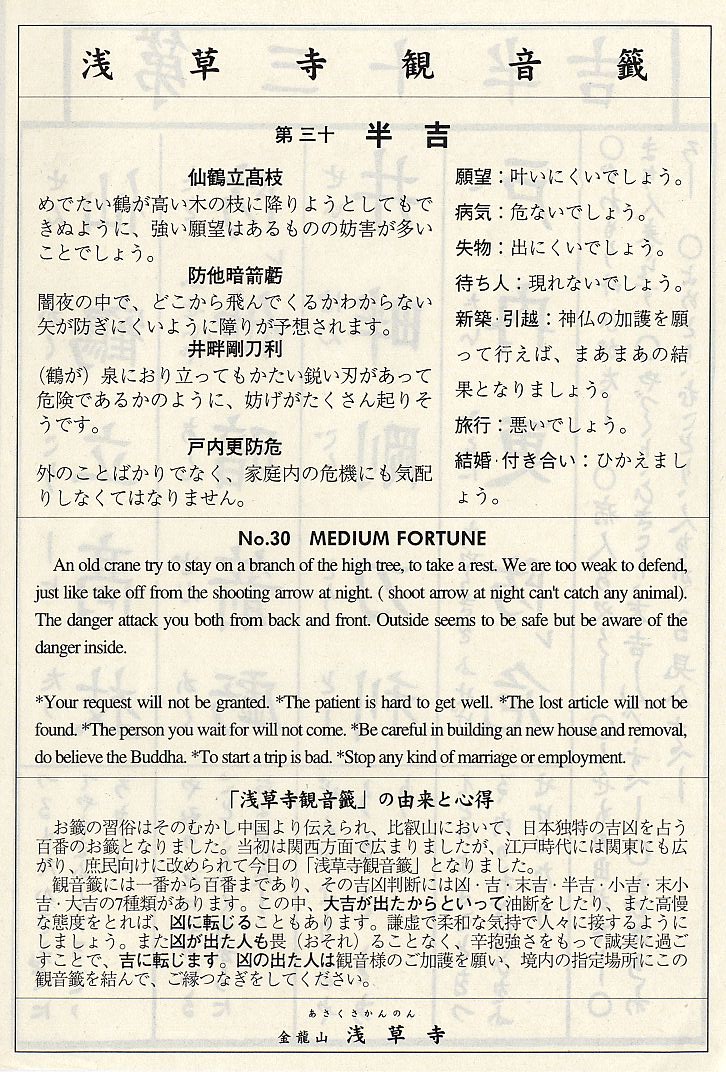 浅草寺観音籤
第三十 半吉
仙鶴立髙枝
めでたい鶴が高い木の枝に降りようとしてもで
きぬように、強い願望はあるものの妨害が多い
ことでしょう。
防他暗箭虧
闇夜の中で、どこから飛んでくるかわからない
矢が防ぎにくいように障りが予想されます。
井畔剛刀利
(鶴が)泉におり立ってもかたい鋭い刃があって
危険であるかのように、妨げがたくさん起りそ
うです。
戸内更防危
外のことばかりでなく、家庭内の危機にも気配
りしなくてはなりません。
願望:叶いにくいでしょう。
病気:危ないでしょう。
失物:出にくいでしょう。
待ち人:現れないでしょう。
新築·引越:神仏の加護を願
って行えば、まあまあの結
果となりましょう。
旅行:悪いでしょう。
結婚·付き合い:ひかえまし
ょう。
No.30 MEDIUM FORTUNE
An old crane try to stay on a branch of the high tree, to take a rest. We are too weak to defend,
just like take off from the shooting arrow at night. ( shoot arrow at night can't catch any animal).
The danger attack you both from back and front. Outside seems to be safe but be aware of the
danger inside.
*Your request will not be granted. *The patient is hard to get well. *The lost article will not be
found. *The person you wait for will not come. *Be careful in building an new house and removal,
do believe the Buddha. *To start a trip is bad. *Stop any kind of marriage or employment.
「浅草寺観音籤」の由来と心得
お籤の習俗はそのむかし中国より伝えられ、比叡山において、日本独特の吉凶を占う
百番のお籤となりました。当初は関西方面で広まりましたが、江戸時代には関東にも広
がり、庶民向けに改められて今日の「浅草寺観音籤」となりました。
観音籤には一番から百番まであり、その吉凶判断には凶·吉·末吉·半吉·小吉·末小
吉·大吉の7種類があります。この中、大吉が出たからといって油断をしたり、また高慢
な態度をとれば、凶に転じることもあります。謙虚で柔和な気持で人々に接するように
しましょう。また凶が出た人も畏(おそれ)ることなく、辛抱強さをもって誠実に過ご
すことで、吉に転じます。凶の出た人は観音様のご加護を願い、境内の指定場所にこの
観音籤を結んで、ご縁つなぎをしてください。
あさくさかんのん
金龍山 浅草寺